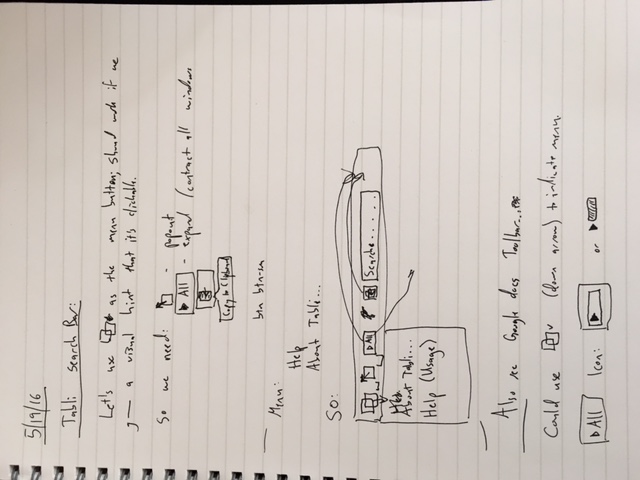 5/19/16
Tabli search Bar:
Let's use as the menu button; should work if we
g— a visual hint that it's clickable.
So we need: - popout
▶ All - expand / contract all windows
Copy to Clipboard
btn btn-sm
Menu:
Help
About Tabli...
So:
▷ All Search......
About Tabli...
Help (Usage)
Also see Google docs Toolbar...
Could use (down arrow) to indicate menu.
▷ All Icon: ▶ or ▶